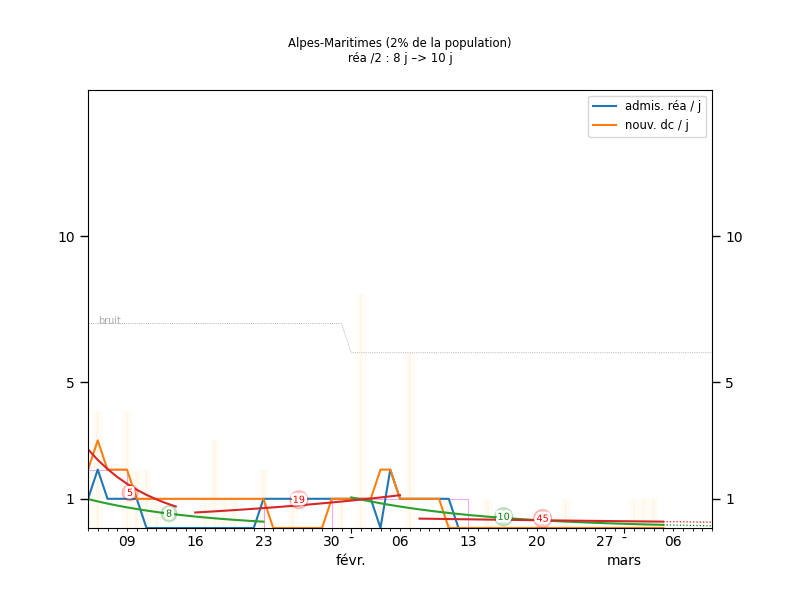 Alpes-Maritimes (2% de la population)
réa /2 : 8 j –> 10 j
admis. réa / j
nouv. dc / j
10 10
bruit
5 5
5 8 19 10 45
1 1
09 16 23 30 - 06 13 20 27 - 06
févr. mars